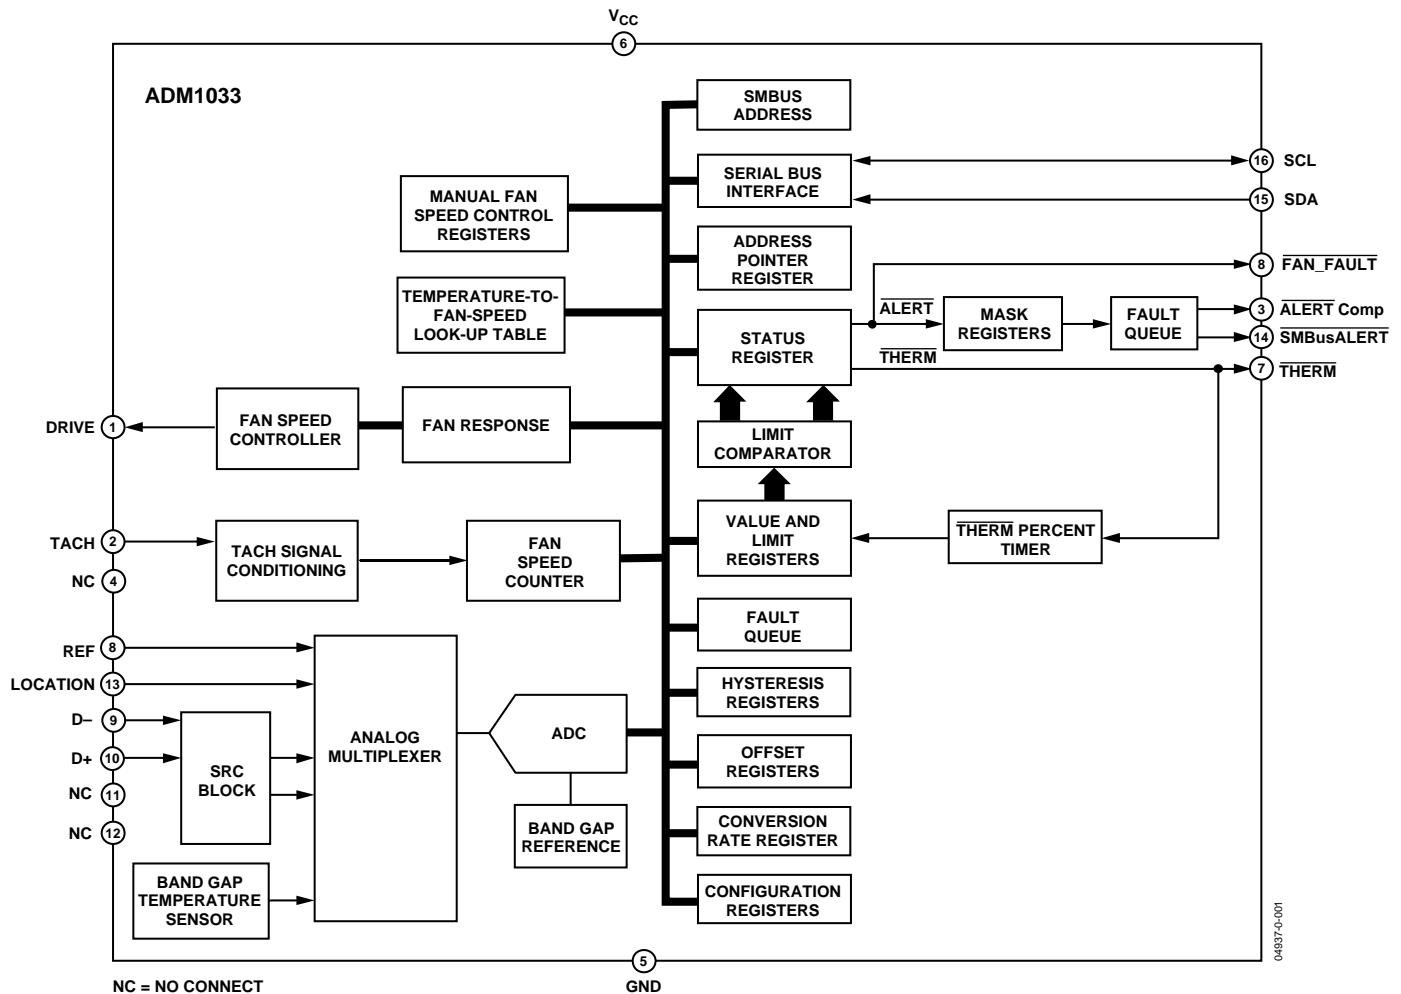 V_CC
6
ADM1033
SMBUS
ADDRESS
SERIAL BUS
INTERFACE
16 SCL
15 SDA
MANUAL FAN
SPEED CONTROL
REGISTERS
ADDRESS
POINTER
REGISTER
8 FAN_FAULT
TEMPERATURE-TO-
FAN-SPEED
LOOK-UP TABLE
STATUS
REGISTER
ALERT
THERM
MASK
REGISTERS
FAULT
QUEUE
3 ALERT Comp
14 SMBusALERT
7 THERM
DRIVE 1
FAN SPEED
CONTROLLER
FAN RESPONSE
LIMIT
COMPARATOR
TACH 2
NC 4
TACH SIGNAL
CONDITIONING
FAN
SPEED
COUNTER
VALUE AND
LIMIT
REGISTERS
THERM PERCENT
TIMER
FAULT
QUEUE
REF 8
LOCATION 13
D– 9
D+ 10
NC 11
NC 12
SRC
BLOCK
ANALOG
MULTIPLEXER
ADC
HYSTERESIS
REGISTERS
OFFSET
REGISTERS
BAND GAP
REFERENCE
CONVERSION
RATE REGISTER
BAND GAP
TEMPERATURE
SENSOR
CONFIGURATION
REGISTERS
04937-0-001
5
GND
NC = NO CONNECT